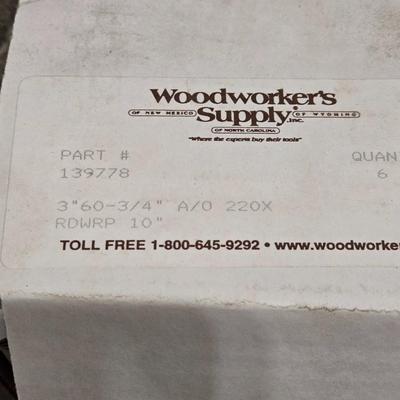 Woodworker's
OF NEW MEXICO Supply, inc. OF WYOMING
OF NORTH CAROLINA
"Where the experts buy their tools"
PART # QUAN
139778 6
3"60-3/4" A/O 220X
RDWRP 10"
TOLL FREE 1-800-645-9292 • www.woodworke